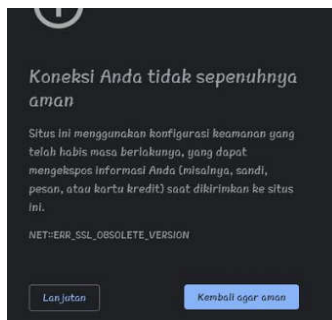 Koneksi Anda tidak sepenuhnya
aman
Situs ini menggunakan konfigurasi keamanan yang
telah habis masa berlakunya, yang dapat
mengekspos informasi Anda (misalnya, sandi,
pesan, atau kartu kredit) saat dikirimkan ke situs
ini.
NET::ERR_SSL_OBSOLETE_VERSION
Lanjutan
Kembali agar aman